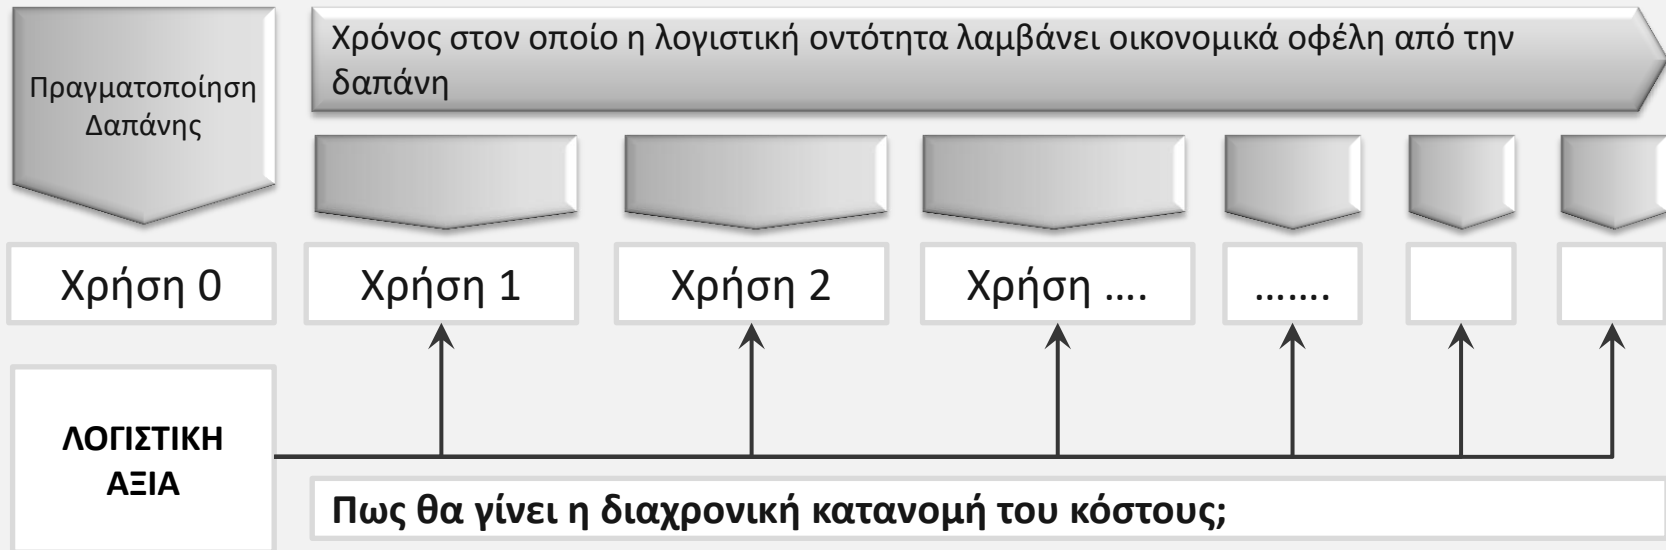 Πραγματοποίηση
Δαπάνης
Χρόνος στον οποίο η λογιστική οντότητα λαμβάνει οικονομικά οφέλη από την
δαπάνη
Χρήση 0
Χρήση 1
Χρήση 2
Χρήση ....
.......
ΛΟΓΙΣΤΙΚΗ
ΑΞΙΑ
Πως θα γίνει η διαχρονική κατανομή του κόστους;